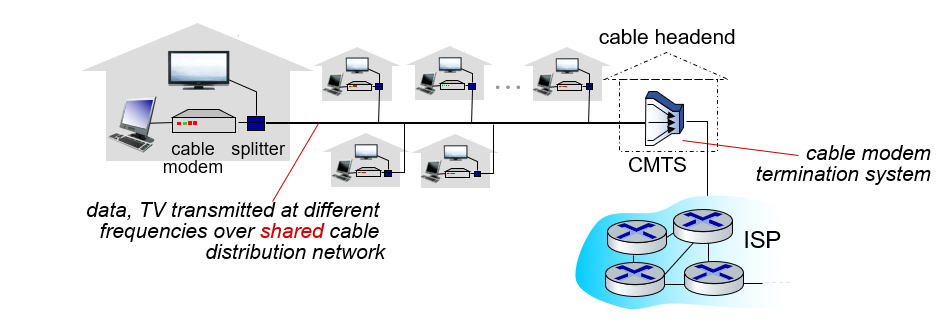 cable headend
cable
modem
splitter
CMTS
cable modem
termination system
data, TV transmitted at different
frequencies over shared cable
distribution network
ISP